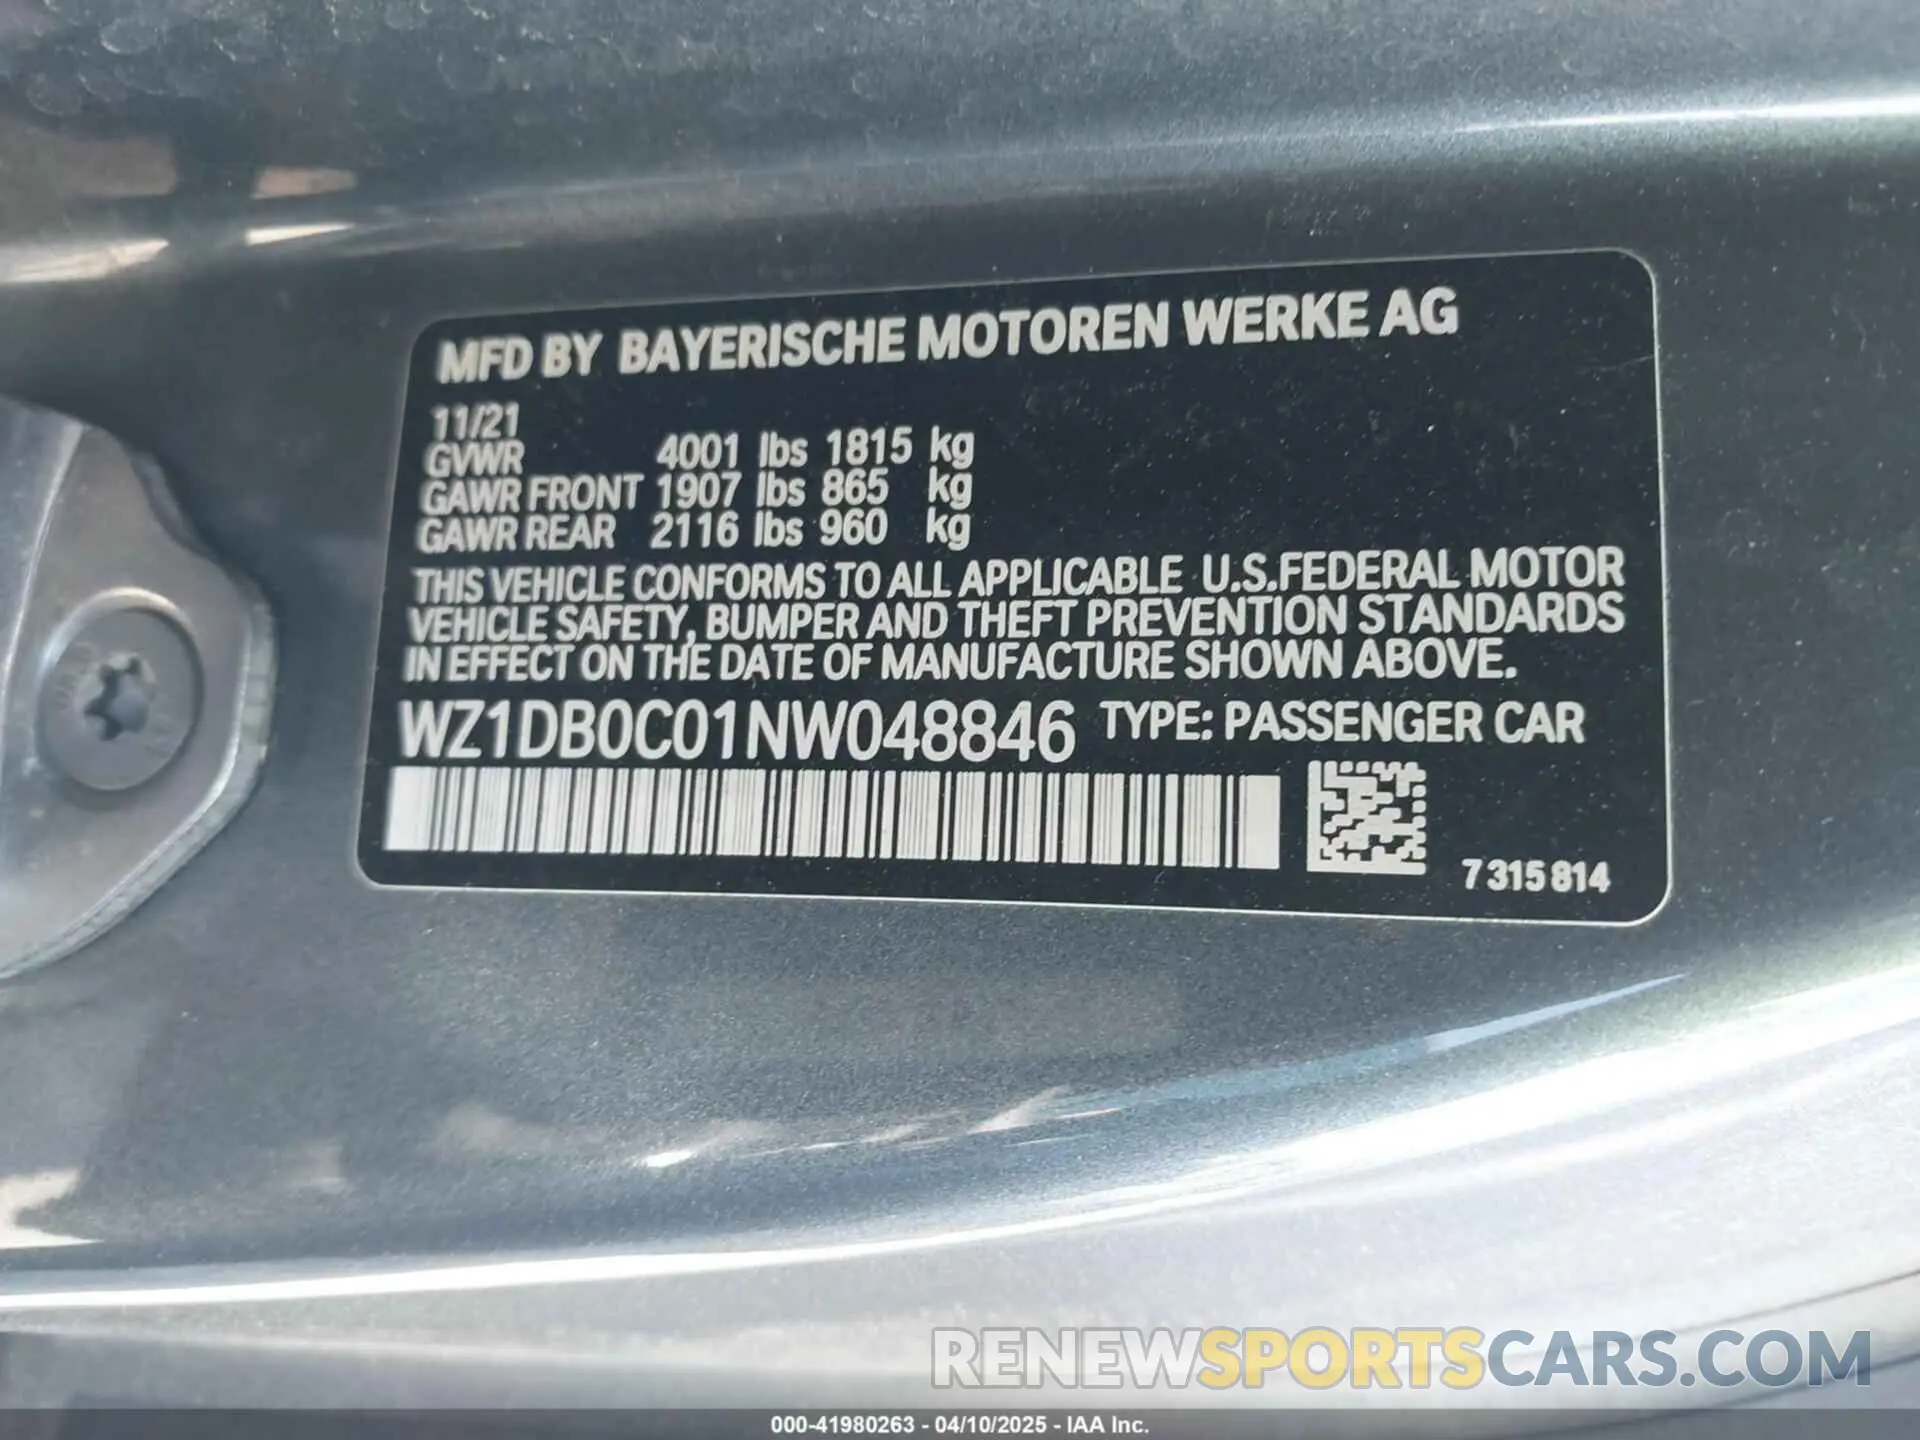 MFD BY BAYERISCHE MOTOREN WERKE AG
11/21
GVWR 4001 lbs 1815 kg
GAWR FRONT 1907 lbs 865 kg
GAWR REAR 2116 lbs 960 kg
THIS VEHICLE CONFORMS TO ALL APPLICABLE U.S.FEDERAL MOTOR
VEHICLE SAFETY, BUMPER AND THEFT PREVENTION STANDARDS
IN EFFECT ON THE DATE OF MANUFACTURE SHOWN ABOVE.
WZ1DB0C01NW048846 TYPE: PASSENGER CAR
7 315 814
RENEWSPORTSCARS.COM
000-41980263 - 04/10/2025 - IAA Inc.